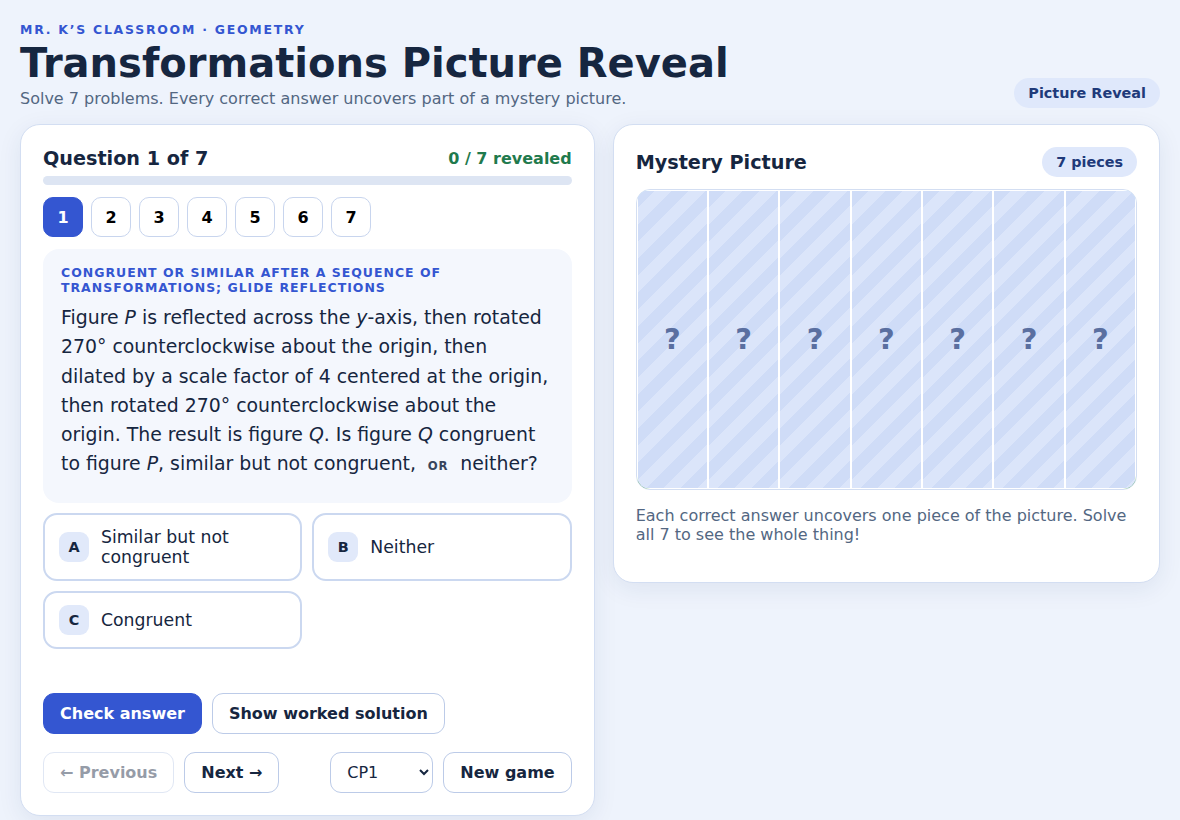 MR. K'S CLASSROOM · GEOMETRY
Transformations Picture Reveal
Solve 7 problems. Every correct answer uncovers part of a mystery picture.
Picture Reveal
Question 1 of 7
0 / 7 revealed
1 2 3 4 5 6 7
CONGRUENT OR SIMILAR AFTER A SEQUENCE OF
TRANSFORMATIONS; GLIDE REFLECTIONS
Figure P is reflected across the y-axis, then rotated
270° counterclockwise about the origin, then
dilated by a scale factor of 4 centered at the origin,
then rotated 270° counterclockwise about the
origin. The result is figure Q. Is figure Q congruent
to figure P, similar but not congruent, OR neither?
A Similar but not
congruent
B Neither
C Congruent
Check answer
Show worked solution
← Previous
Next →
CP1
New game
Mystery Picture
7 pieces
? ? ? ? ? ? ?
Each correct answer uncovers one piece of the picture. Solve
all 7 to see the whole thing!